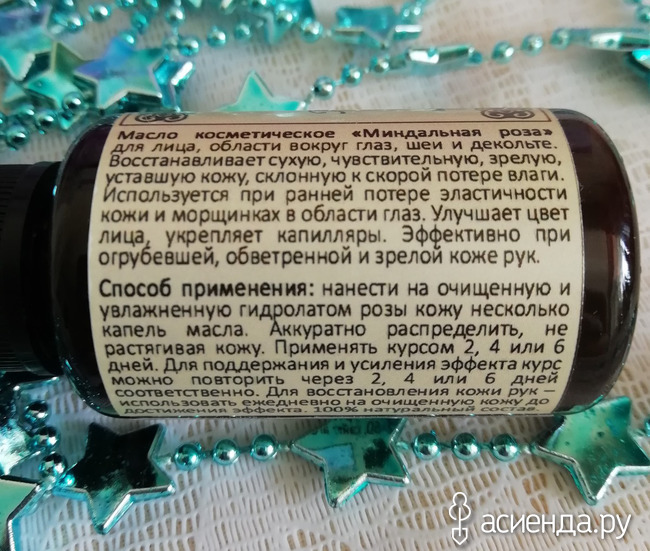 Масло косметическое «Миндальная роза»
для лица, области вокруг глаз, шеи и декольте.
Восстанавливает сухую, чувствительную, зрелую,
уставшую кожу, склонную к скорой потере влаги.
Используется при ранней потере эластичности
кожи и морщинках в области глаз. Улучшает цвет
лица, укрепляет капилляры. Эффективно при
огрубевшей, обветренной и зрелой коже рук.
Способ применения: нанести на очищенную и
увлажненную гидролатом розы кожу несколько
капель масла. Аккуратно распределить, не
растягивая кожу. Применять курсом 2, 4 или 6
дней. Для поддержания и усиления эффекта курс
можно повторить через 2, 4 или 6 дней
соответственно. Для восстановления кожи рук –
использовать ежедневно на очищенную кожу до
достижения эффекта. 100% натуральный состав.
асиенда.ру